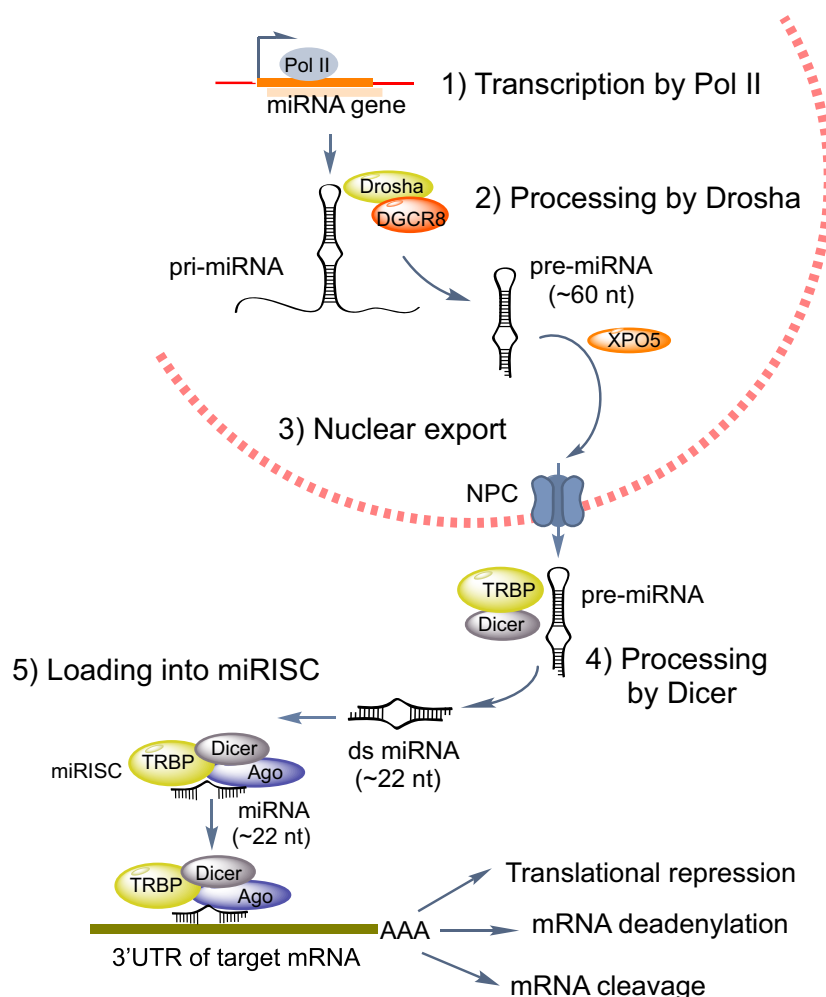 Pol II
miRNA gene
1) Transcription by Pol II
Drosha
DGCR8
2) Processing by Drosha
pri-miRNA
pre-miRNA
(~60 nt)
XPO5
3) Nuclear export
NPC
TRBP
Dicer
pre-miRNA
4) Processing
by Dicer
5) Loading into miRISC
ds miRNA
(~22 nt)
miRISC
TRBP
Dicer
Ago
miRNA
(~22 nt)
TRBP
Dicer
Ago
AAA
3'UTR of target mRNA
Translational repression
mRNA deadenylation
mRNA cleavage